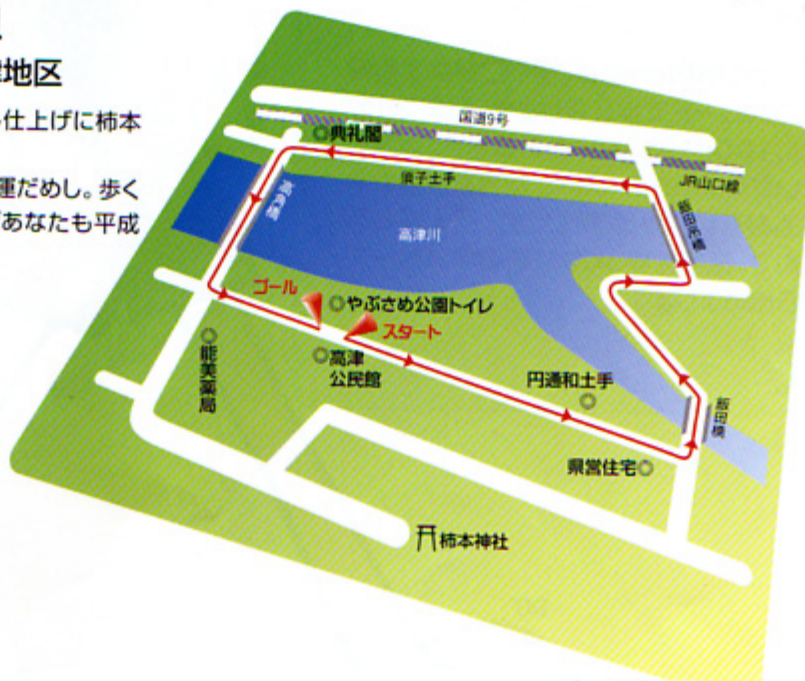 地区
仕上げに柿本
運だめし。歩く
あなたも平成
国道9号
◎典礼閣
JR山口線
須子土手
高津川
ゴール
◎やぶさめ公園トイレ
スタート
◎高津
公民館
◎能美薬局
円通和土手
◎
飯田橋
県営住宅◎
柿本神社